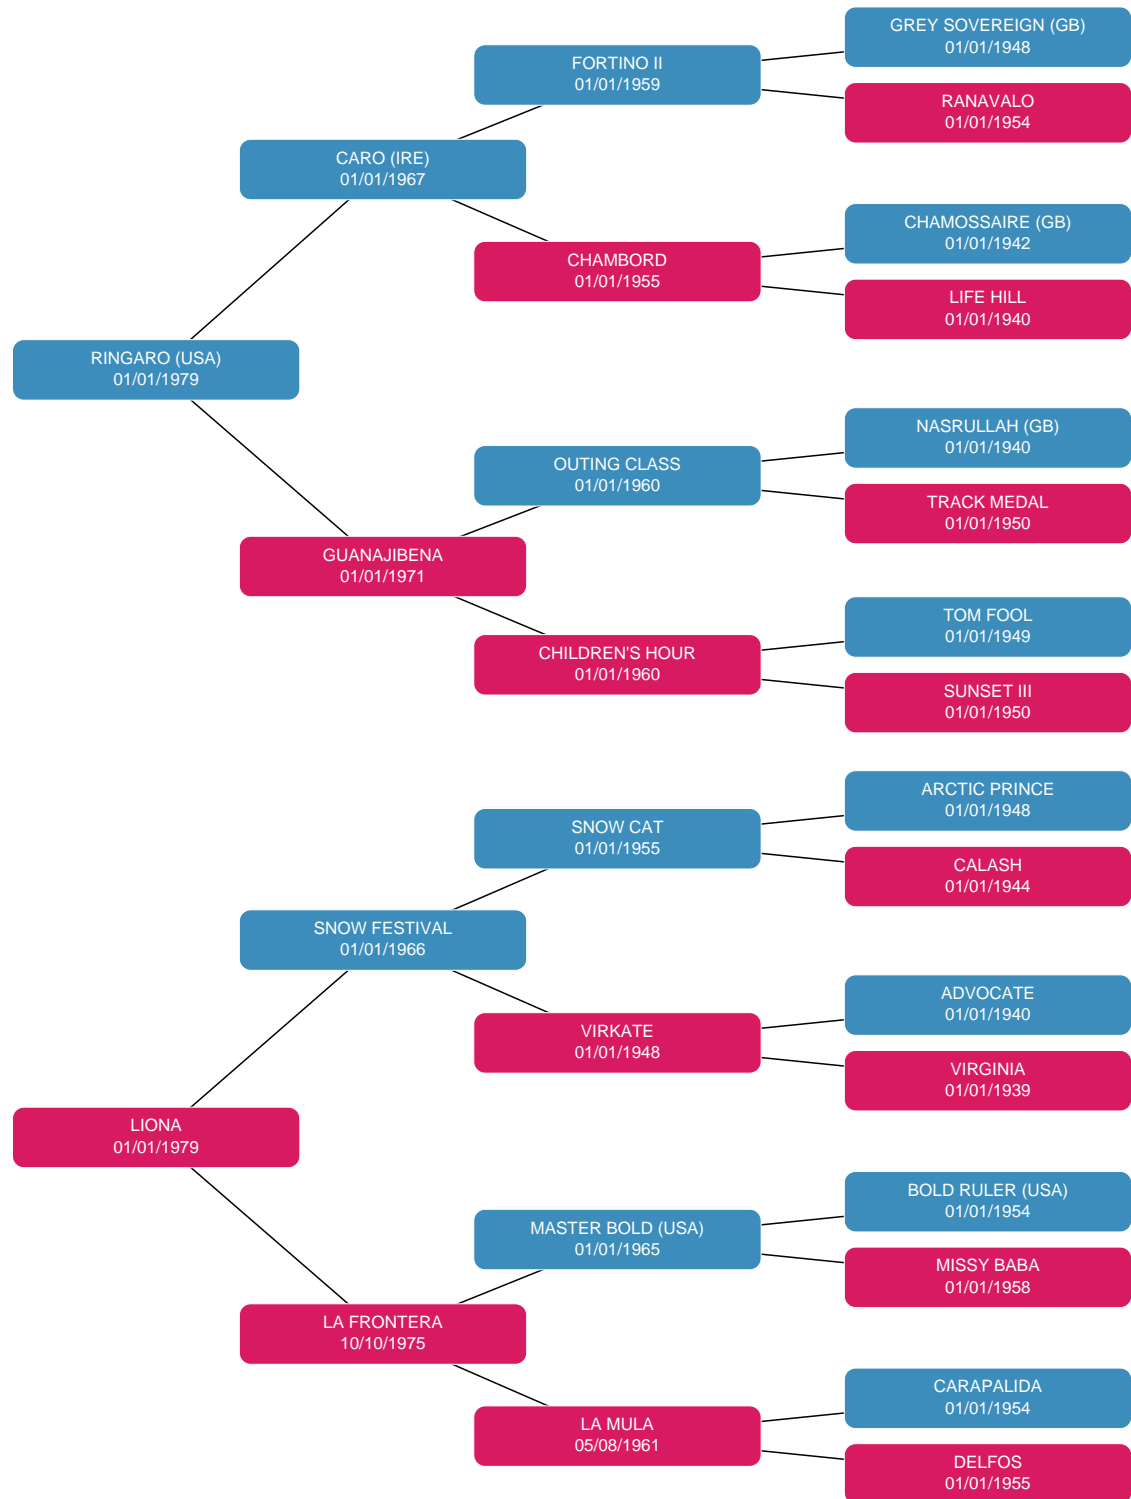 GREY SOVEREIGN (GB)
01/01/1948
FORTINO II
01/01/1959
RANAVALO
01/01/1954
CARO (IRE)
01/01/1967
CHAMOSSAIRE (GB)
01/01/1942
CHAMBORD
01/01/1955
LIFE HILL
01/01/1940
RINGARO (USA)
01/01/1979
NASRULLAH (GB)
01/01/1940
OUTING CLASS
01/01/1960
TRACK MEDAL
01/01/1950
GUANAJIBENA
01/01/1971
TOM FOOL
01/01/1949
CHILDREN'S HOUR
01/01/1960
SUNSET III
01/01/1950
ARCTIC PRINCE
01/01/1948
SNOW CAT
01/01/1955
CALASH
01/01/1944
SNOW FESTIVAL
01/01/1966
ADVOCATE
01/01/1940
VIRKATE
01/01/1948
VIRGINIA
01/01/1939
LIONA
01/01/1979
BOLD RULER (USA)
01/01/1954
MASTER BOLD (USA)
01/01/1965
MISSY BABA
01/01/1958
LA FRONTERA
10/10/1975
CARAPALIDA
01/01/1954
LA MULA
05/08/1961
DELFOS
01/01/1955